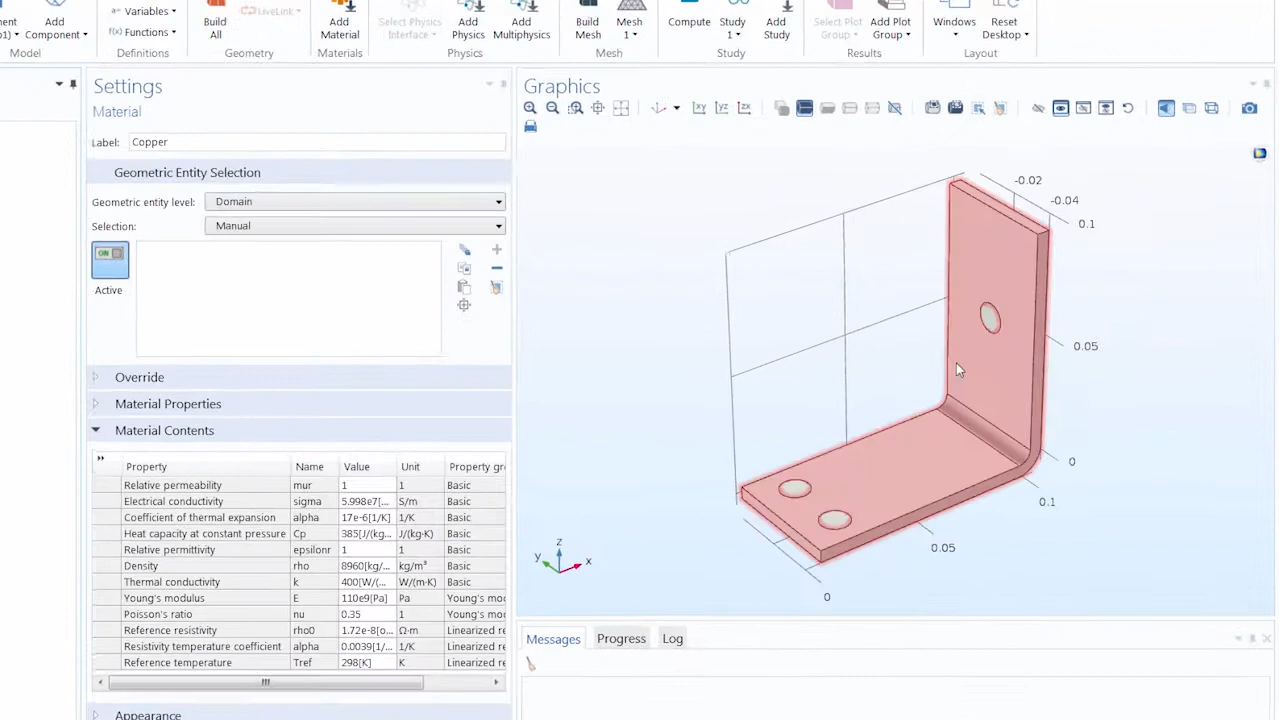 Variables
f(x) Functions
Definitions
Component
Model
Build All
LiveLink
Geometry
Add Material
Materials
Select Physics Interface
Add Physics
Add Multiphysics
Physics
Build Mesh
Mesh 1
Mesh
Compute
Study 1
Add Study
Study
Select Plot Group
Add Plot Group
Results
Windows
Reset Desktop
Layout
Settings
Material
Label: Copper
Geometric Entity Selection
Geometric entity level: Domain
Selection: Manual
ON
Active
Override
Material Properties
Material Contents
Property Name Value Unit Property gr
Relative permeability mur 1 1 Basic
Electrical conductivity sigma 5.998e7[... S/m Basic
Coefficient of thermal expansion alpha 17e-6[1/K] 1/K Basic
Heat capacity at constant pressure Cp 385[J/(kg... J/(kg·K) Basic
Relative permittivity epsilonr 1 1 Basic
Density rho 8960[kg/... kg/m³ Basic
Thermal conductivity k 400[W/(... W/(m·K) Basic
Young's modulus E 110e9[Pa] Pa Young's mo
Poisson's ratio nu 0.35 1 Young's mo
Reference resistivity rho0 1.72e-8[o... Ω·m Linearized re
Resistivity temperature coefficient alpha 0.0039[1/... 1/K Linearized re
Reference temperature Tref 298[K] K Linearized re
Appearance
Graphics
xy yz zx
-0.02
-0.04
0.1
0.05
0
0.1
0.05
0
z
y
x
Messages Progress Log